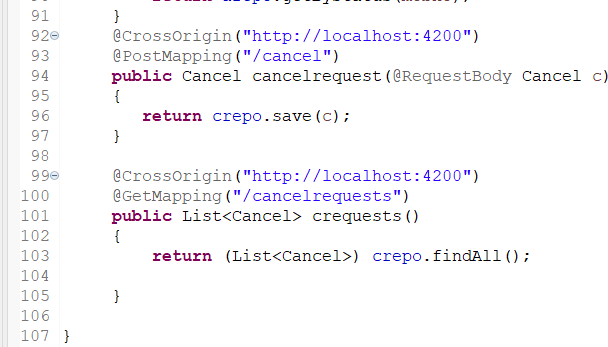 91 }
92 @CrossOrigin("http://localhost:4200")
93 @PostMapping("/cancel")
94 public Cancel cancelrequest(@RequestBody Cancel c)
95 {
96 return crepo.save(c);
97 }
98
99 @CrossOrigin("http://localhost:4200")
100 @GetMapping("/cancelrequests")
101 public List<Cancel> crequests()
102 {
103 return (List<Cancel>) crepo.findAll();
104
105 }
106
107 }